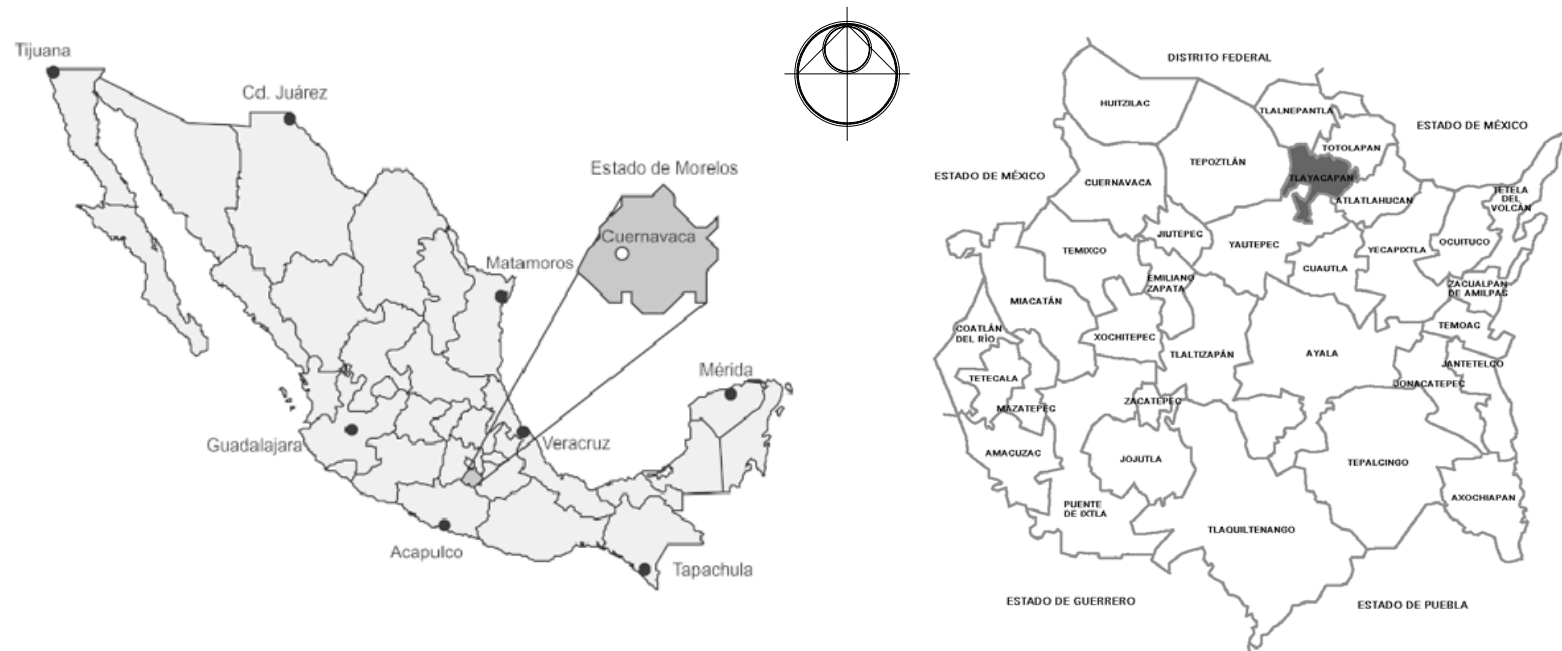 Tijuana
Cd. Juárez
Estado de Morelos
Cuernavaca
Matamoros
Mérida
Guadalajara
Veracruz
Acapulco
Tapachula
DISTRITO FEDERAL
HUITZILAC
TLALNEPANTLA
ESTADO DE MÉXICO
TOTOLAPAN
TEPOZTLÁN
ESTADO DE MÉXICO
CUERNAVACA
TLAYACAPAN
ATLATLAHUCAN
TETELA
DEL
VOLCÁN
JIUTEPEC
TEMIXCO
YAUTEPEC
YECAPIXTLA
OCUITUCO
CUAUTLA
EMILIANO
ZAPATA
ZACUALPAN
DE AMILPAS
MIACATÁN
COATLÁN
DEL RÍO
XOCHITEPEC
TEMOAC
TLALTIZAPÁN
AYALA
JANTETELCO
TETECALA
JONACATEPEC
MAZATEPEC
ZACATEPEC
AMACUZAC
JOJUTLA
TEPALCINGO
AXOCHIAPAN
PUENTE
DE IXTLA
TLAQUILTENANGO
ESTADO DE GUERRERO
ESTADO DE PUEBLA